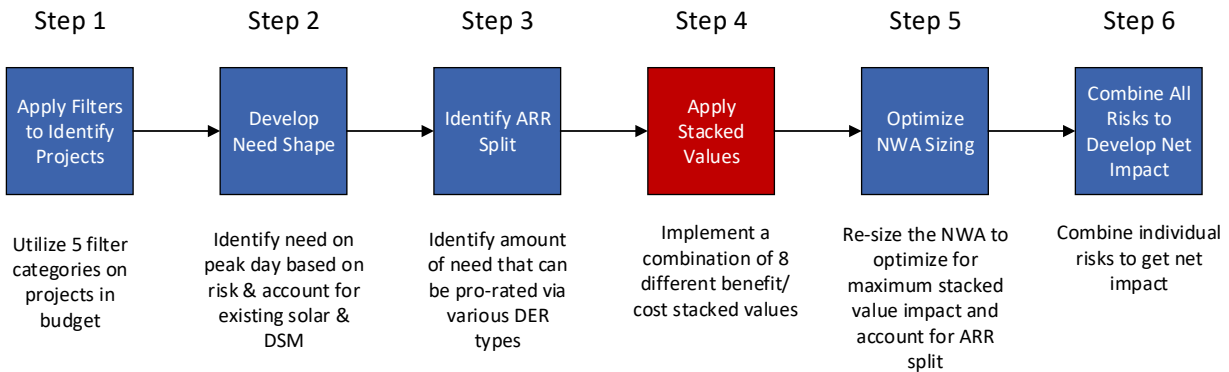 Step 1
Step 2
Step 3
Step 4
Step 5
Step 6
Apply Filters
to Identify
Projects
Develop
Need Shape
Identify ARR
Split
Apply
Stacked
Values
Optimize
NWA Sizing
Combine All
Risks to
Develop Net
Impact
Utilize 5 filter
categories on
projects in
budget
Identify need on
peak day based on
risk & account for
existing solar &
DSM
Identify amount
of need that can
be pro-rated via
various DER
types
Implement a
combination of 8
different benefit/
cost stacked values
Re-size the NWA to
optimize for
maximum stacked
value impact and
account for ARR
split
Combine individual
risks to get net
impact